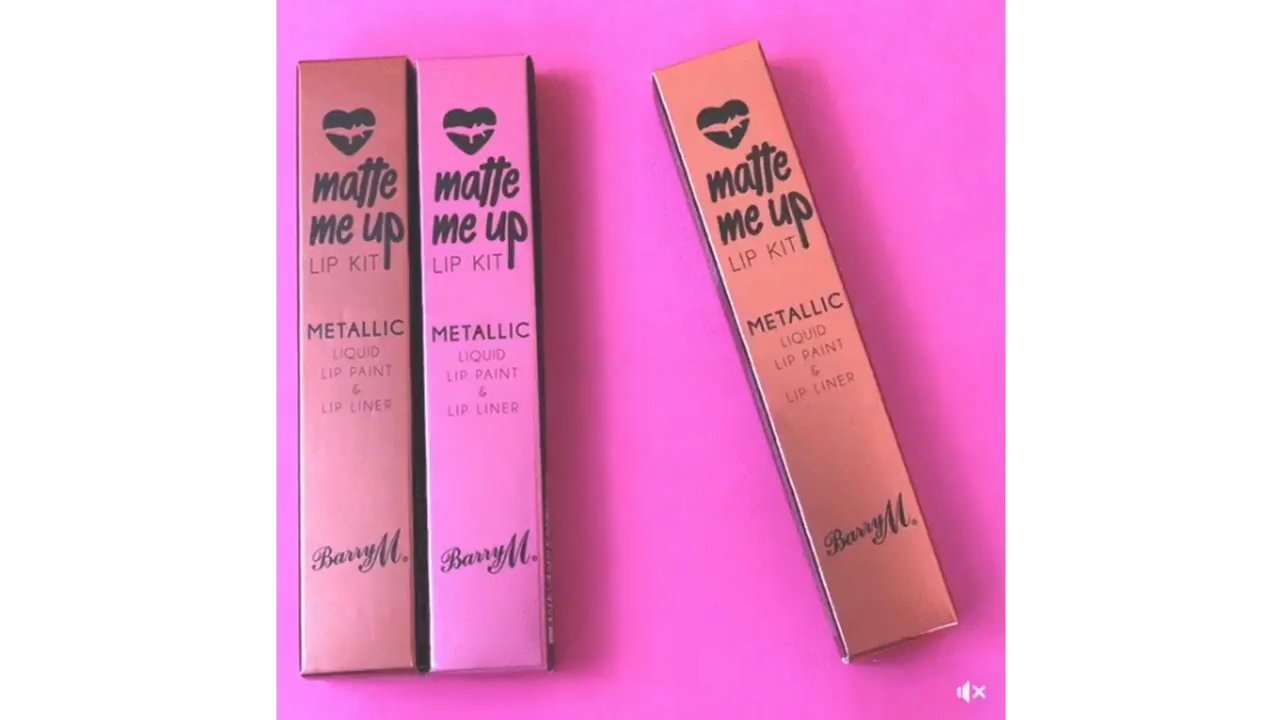 matte
me up
LIP KIT
METALLIC
LIQUID
LIP PAINT
&
LIP LINER
Barry M®
matte
me up
LIP KIT
METALLIC
LIQUID
LIP PAINT
&
LIP LINER
Barry M®
matte
me up
LIP KIT
METALLIC
LIQUID
LIP PAINT
&
LIP LINER
Barry M®